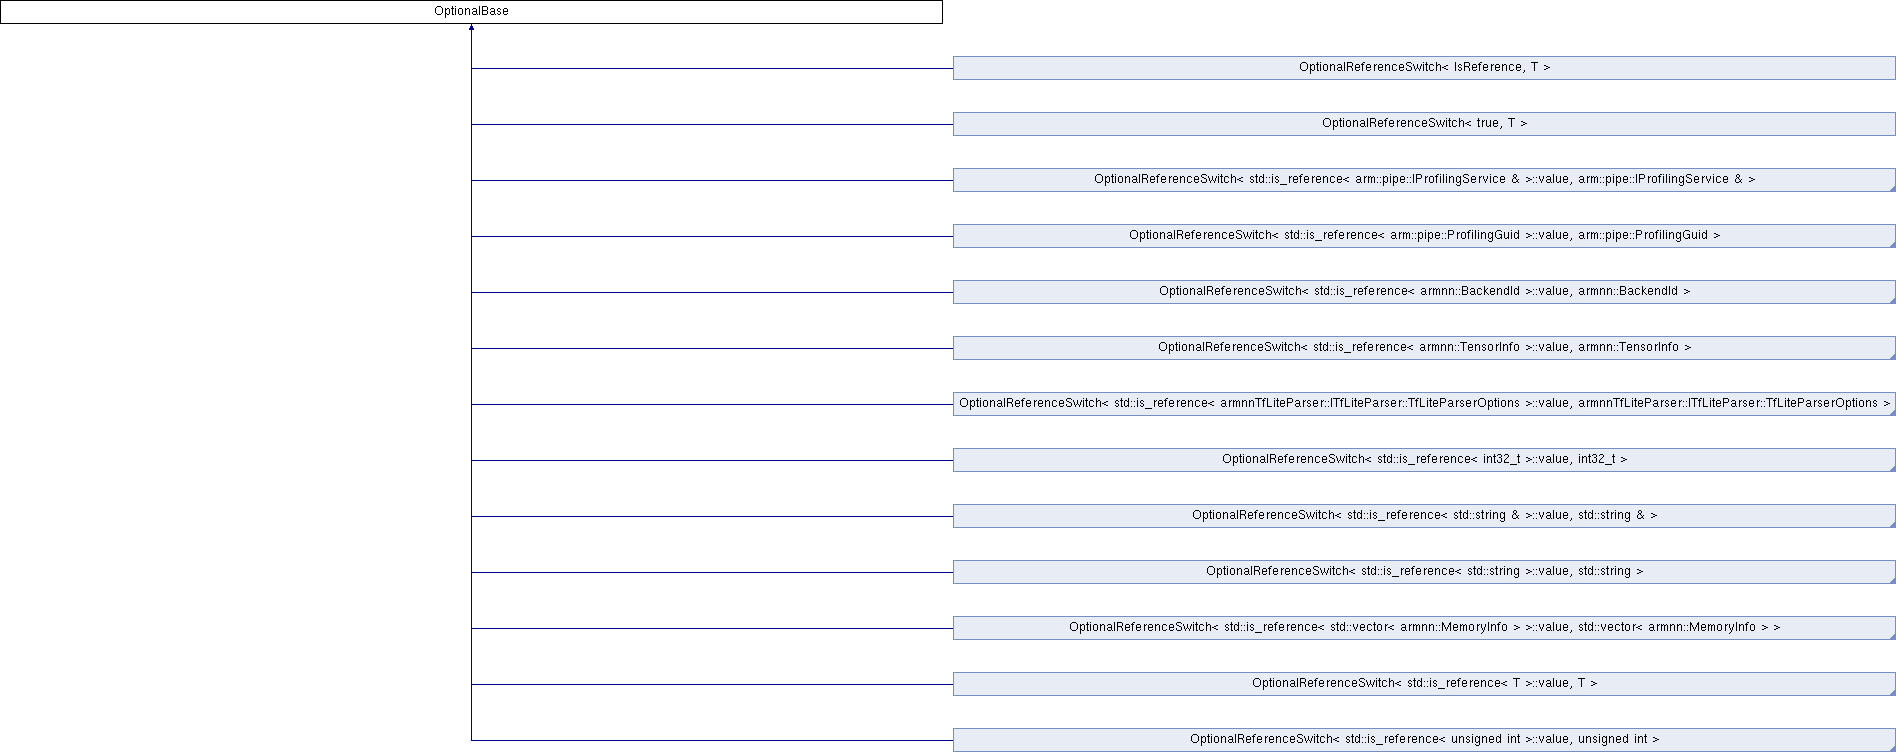 OptionalBase
OptionalReferenceSwitch< IsReference, T >
OptionalReferenceSwitch< true, T >
OptionalReferenceSwitch< std::is_reference< arm::pipe::IProfilingService & >::value, arm::pipe::IProfilingService & >
OptionalReferenceSwitch< std::is_reference< arm::pipe::ProfilingGuid >::value, arm::pipe::ProfilingGuid >
OptionalReferenceSwitch< std::is_reference< armnn::BackendId >::value, armnn::BackendId >
OptionalReferenceSwitch< std::is_reference< armnn::TensorInfo >::value, armnn::TensorInfo >
OptionalReferenceSwitch< std::is_reference< armnnTfLiteParser::ITfLiteParser::TfLiteParserOptions >::value, armnnTfLiteParser::ITfLiteParser::TfLiteParserOptions >
OptionalReferenceSwitch< std::is_reference< int32_t >::value, int32_t >
OptionalReferenceSwitch< std::is_reference< std::string & >::value, std::string & >
OptionalReferenceSwitch< std::is_reference< std::string >::value, std::string >
OptionalReferenceSwitch< std::is_reference< std::vector< armnn::MemoryInfo > >::value, std::vector< armnn::MemoryInfo > >
OptionalReferenceSwitch< std::is_reference< T >::value, T >
OptionalReferenceSwitch< std::is_reference< unsigned int >::value, unsigned int >